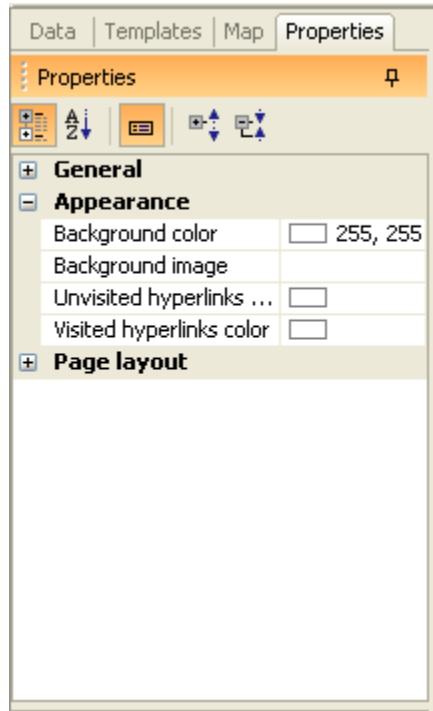 Data Templates Map Properties
Properties
A
Z
General
Appearance
Background color 255, 255
Background image
Unvisited hyperlinks ...
Visited hyperlinks color
Page layout